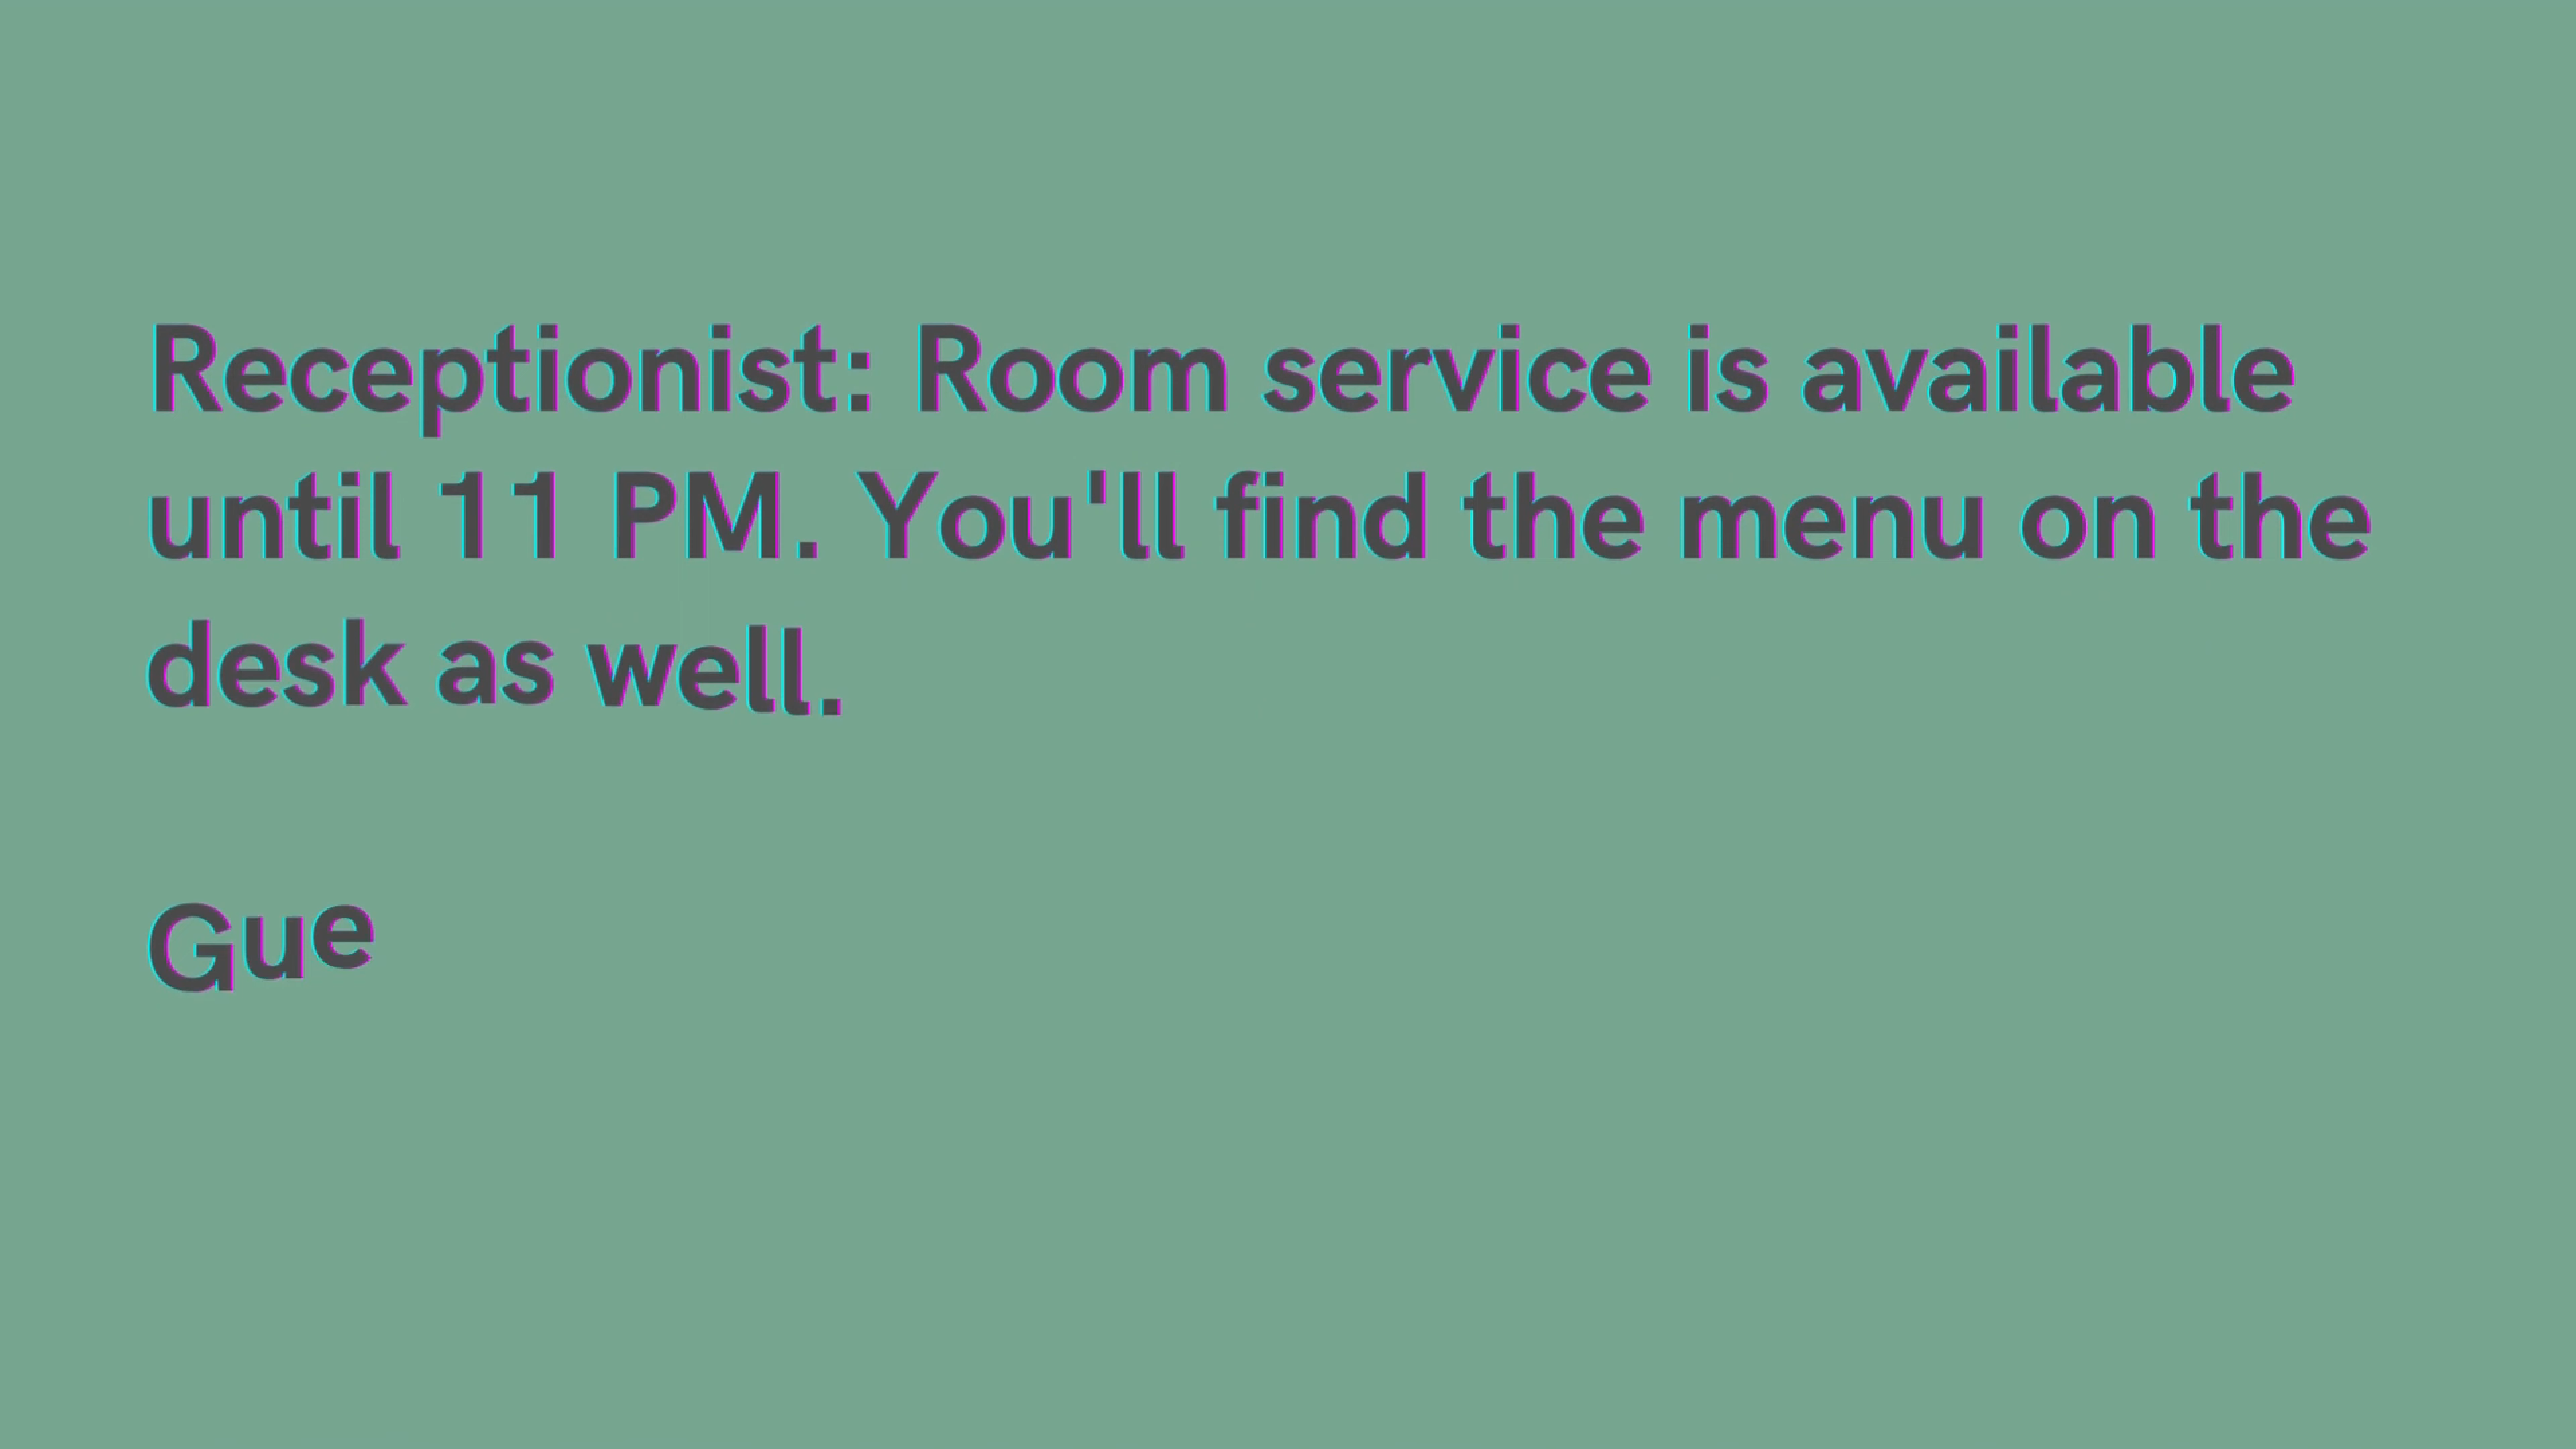 Receptionist: Room service is available
until 11 PM. You'll find the menu on the
desk as well.
Gue